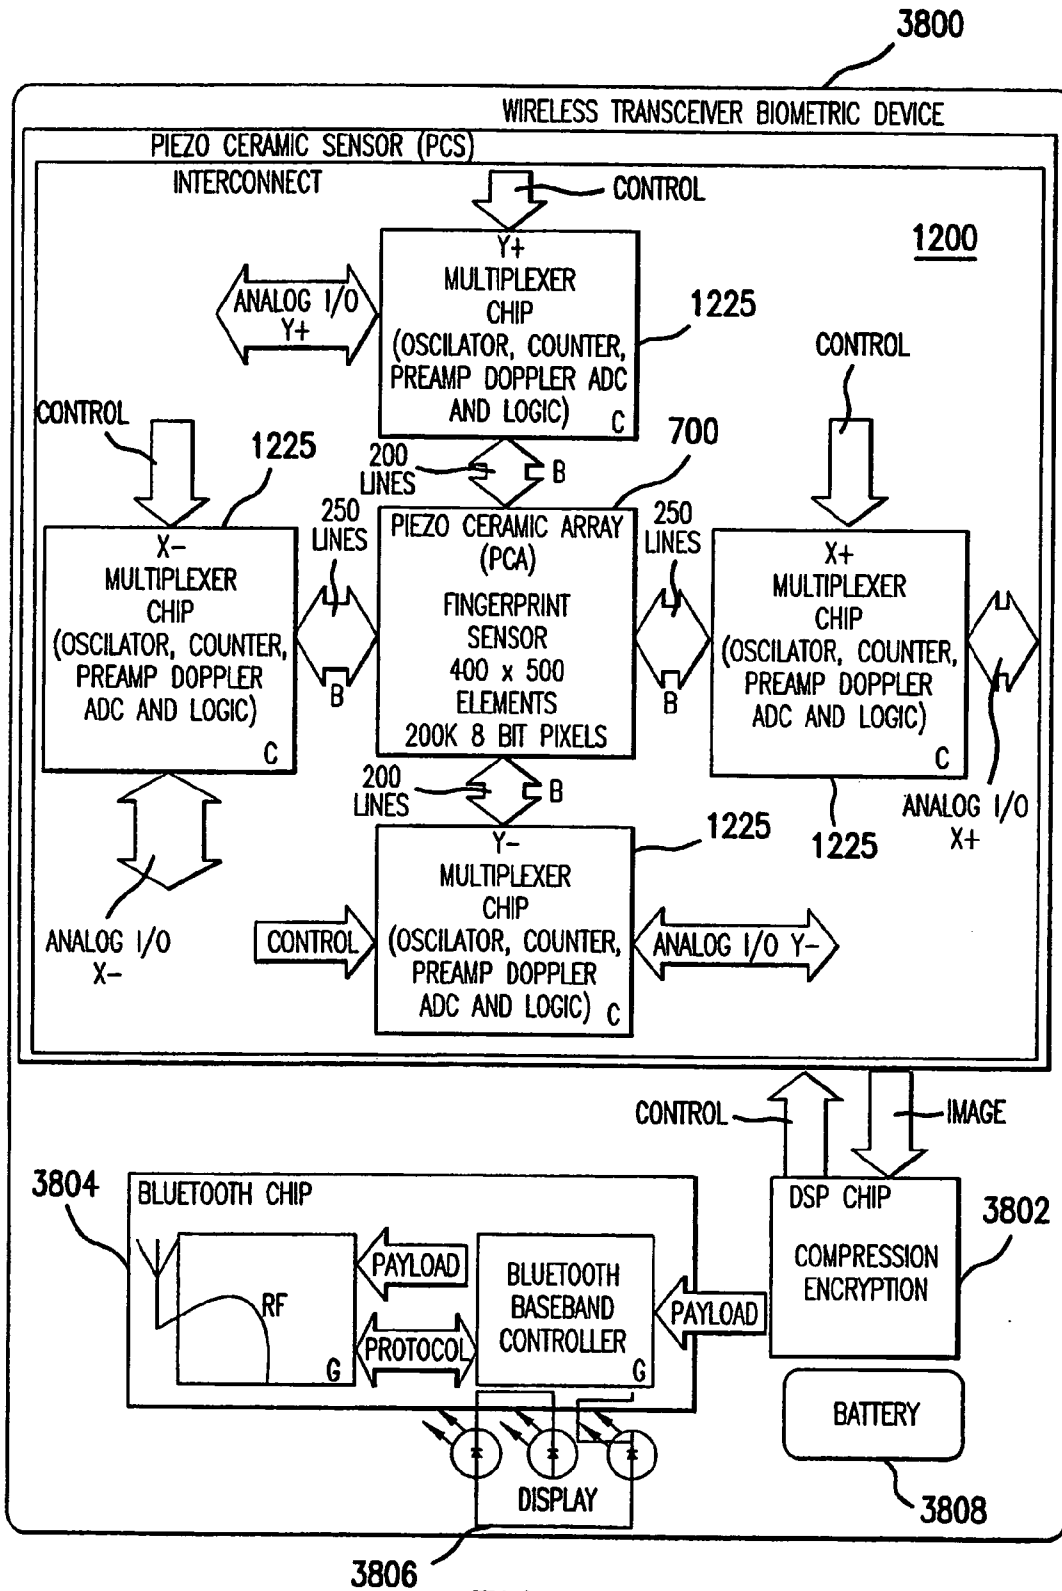 3800
WIRELESS TRANSCEIVER BIOMETRIC DEVICE
PIEZO CERAMIC SENSOR (PCS)
INTERCONNECT
CONTROL
1200
Y+
MULTIPLEXER
CHIP
(OSCILATOR, COUNTER,
PREAMP DOPPLER ADC
AND LOGIC)
C
ANALOG I/O
Y+
1225
CONTROL
CONTROL
1225
200
LINES
B
700
X-
MULTIPLEXER
CHIP
(OSCILATOR, COUNTER,
PREAMP DOPPLER
ADC AND LOGIC)
C
250
LINES
B
PIEZO CERAMIC ARRAY
(PCA)
FINGERPRINT
SENSOR
400 x 500
ELEMENTS
200K 8 BIT PIXELS
250
LINES
B
X+
MULTIPLEXER
CHIP
(OSCILATOR, COUNTER,
PREAMP DOPPLER
ADC AND LOGIC)
C
200
LINES
B
1225
1225
ANALOG I/O
X+
ANALOG I/O
X-
CONTROL
Y-
MULTIPLEXER
CHIP
(OSCILATOR, COUNTER,
PREAMP DOPPLER
ADC AND LOGIC)
C
ANALOG I/O Y-
CONTROL
IMAGE
3804
BLUETOOTH CHIP
DSP CHIP
COMPRESSION
ENCRYPTION
3802
RF
G
PAYLOAD
PROTOCOL
BLUETOOTH
BASEBAND
CONTROLLER
G
PAYLOAD
BATTERY
3808
DISPLAY
3806